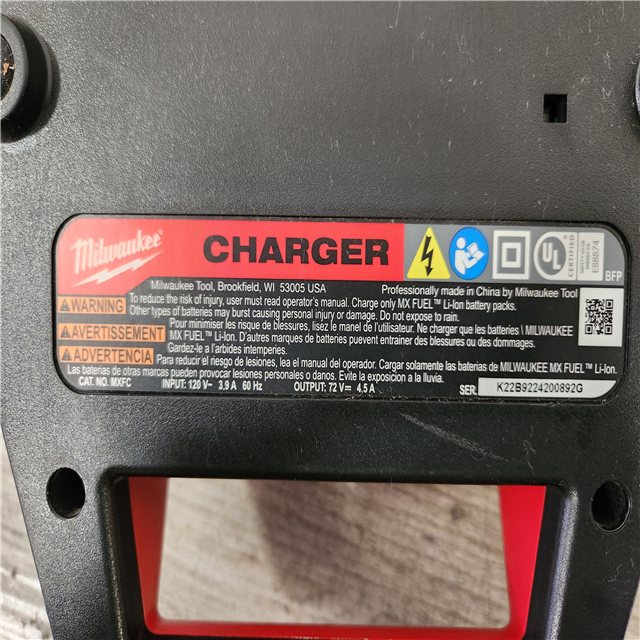 Milwaukee CHARGER
UL CERTIFIED
E88874
BFP
Milwaukee Tool, Brookfield, WI 53005 USA
Professionally made in China by Milwaukee Tool
WARNING To reduce the risk of injury, user must read operator's manual. Charge only MX FUEL™ Li-Ion battery packs.
Other types of batteries may burst causing personal injury or damage. Do not expose to rain.
AVERTISSEMENT Pour minimiser les risque de blessures, lisez le manel de l'utilisateur. Ne charger que les batteries \ MILWAUKEE
MX FUEL™ Li-Ion. D'autres marques de batteries peuvent entrainer des blessures ou des dommages.
Gardez-le a l'arbides intemperies.
ADVERTENCIA Para reducir el riesgo de lesiones, lea el manual del operador. Cargar solamente las baterías de MILWAUKEE MX FUEL™ Li-Ion.
Las baterias de otras marcas pueden provocar lesiones personales o danos. Evite la exposicion a la lluvia.
CAT. NO. MXFC INPUT: 120 V~ 3.9 A 60 Hz OUTPUT: 72 V⎓ 4.5 A
SER. K22B9224200892G